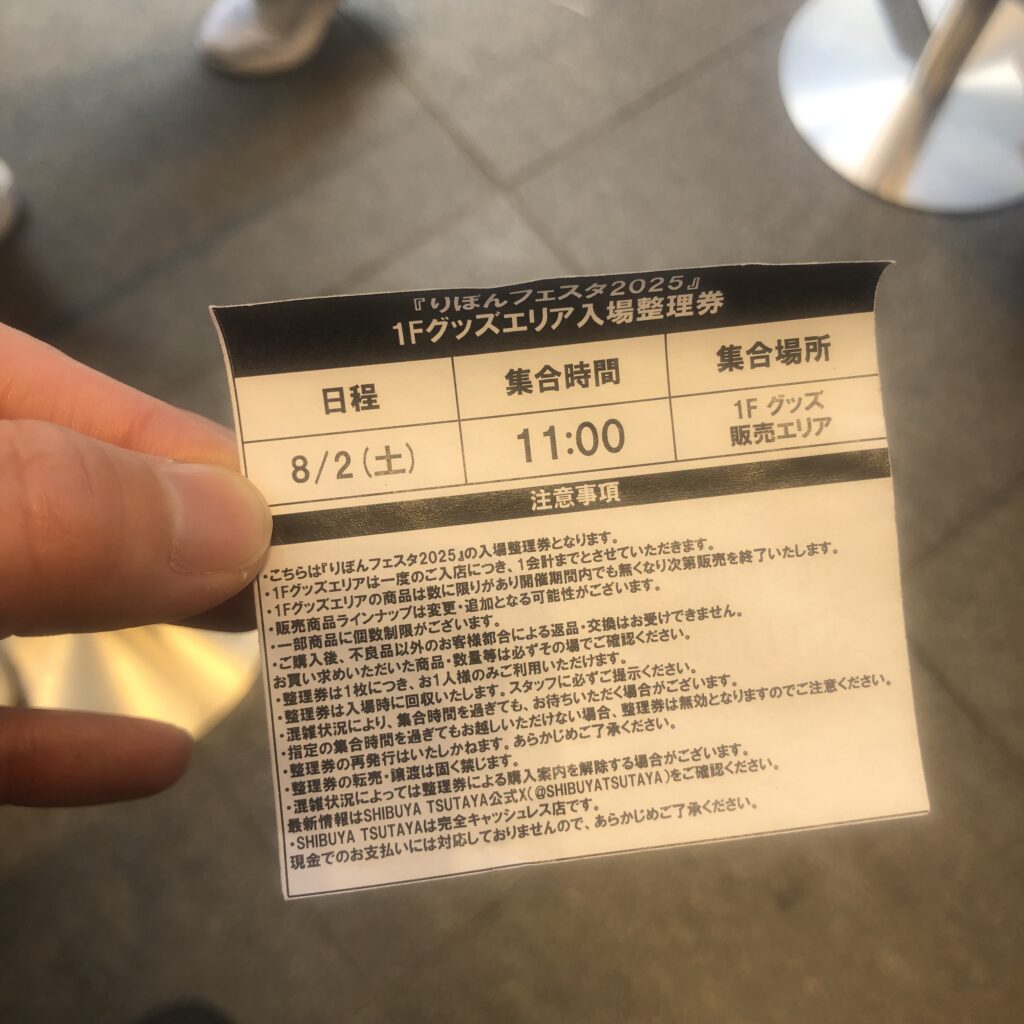 『りぼんフェスタ2025』
1Fグッズエリア入場整理券
日程
集合時間
集合場所
8/2(土)
11:00
1F グッズ
販売エリア
注意事項
・こちらは『りぼんフェスタ2025』の入場整理券となります。
・1Fグッズエリアは一度のご入店につき、1会計までとさせていただきます。
・1Fグッズエリアの商品は数に限りがあり開催期間内でも無くなり次第販売を終了いたします。
・販売商品ラインナップは変更・追加となる可能性がございます。
・一部商品に個数制限がございます。
・ご購入後、不良品以外のお客様都合による返品・交換はお受けできません。
お買い求めいただいた商品・数量等は必ずその場でご確認ください。
・整理券は1枚につき、お1人様のみご利用いただけます。
・整理券は入場時に回収いたします。スタッフに必ずご提示ください。
・混雑状況により、集合時間を過ぎても、お待ちいただく場合がございます。
・指定の集合時間を過ぎてもお越しいただけない場合、整理券は無効となりますのでご注意ください。
・整理券の再発行はいたしかねます。あらかじめご了承ください。
・整理券の転売・譲渡は固く禁じます。
・混雑状況によっては整理券による購入案内を解除する場合がございます。
最新情報はSHIBUYA TSUTAYA公式X(@SHIBUYATSUTAYA)をご確認ください。
・SHIBUYA TSUTAYAは完全キャッシュレス店です。
現金でのお支払いには対応しておりませんので、あらかじめご了承ください。